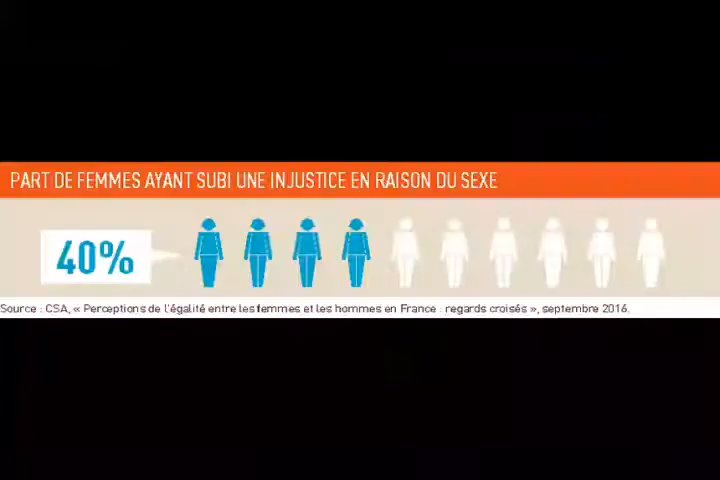 PART DE FEMMES AYANT SUBI UNE INJUSTICE EN RAISON DU SEXE
40%
Source : CSA, « Perceptions de l'égalité entre les femmes et les hommes en France : regards croisés », septembre 2016.